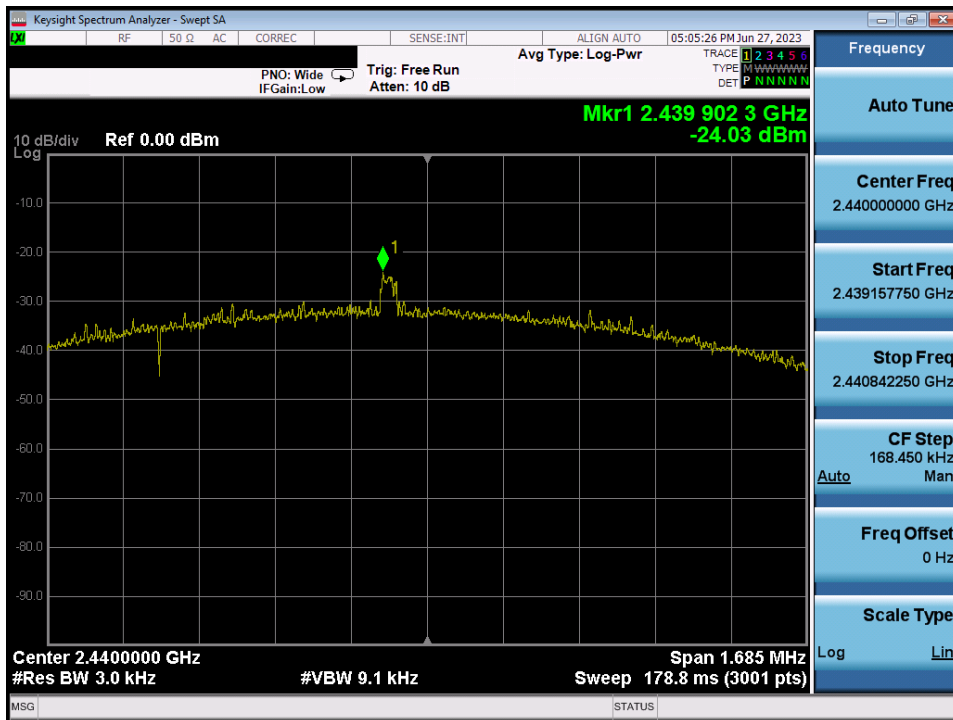 Keysight Spectrum Analyzer - Swept SA
LXI RF 50 Ω AC CORREC SENSE:INT ALIGN AUTO 05:05:26 PM Jun 27, 2023
Frequency
Avg Type: Log-Pwr
TRACE 1 2 3 4 5 6
PNO: Wide Trig: Free Run TYPE M WWWWW
IFGain:Low Atten: 10 dB DET P N N N N N
Auto Tune
Mkr1 2.439 902 3 GHz
-24.03 dBm
10 dB/div Ref 0.00 dBm
Log
Center Freq
2.440000000 GHz
-10.0
-20.0
1
Start Freq
2.439157750 GHz
-30.0
-40.0
Stop Freq
2.440842250 GHz
-50.0
-60.0
CF Step
168.450 kHz
Auto Man
-70.0
-80.0
Freq Offset
0 Hz
-90.0
Scale Type
Log Lin
Center 2.4400000 GHz Span 1.685 MHz
#Res BW 3.0 kHz #VBW 9.1 kHz Sweep 178.8 ms (3001 pts)
MSG STATUS